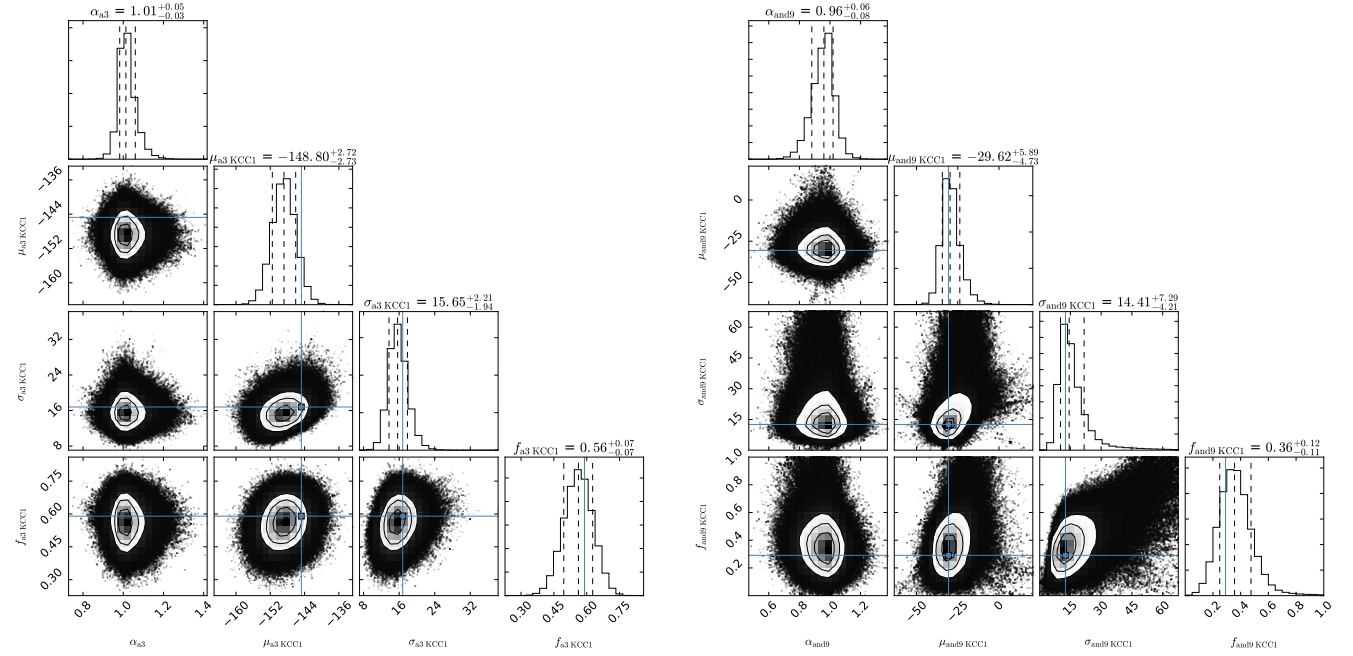 α_a3 = 1.01^{+0.05}_{−0.03}
α_and9 = 0.96^{+0.06}_{−0.08}
μ_a3 KCC1 = −148.80^{+2.72}_{−2.73}
μ_and9 KCC1 = −29.62^{+5.89}_{−4.73}
−136
−144
−152
−160
μ_a3 KCC1
0
−25
−50
μ_and9 KCC1
σ_a3 KCC1 = 15.65^{+2.21}_{−1.94}
σ_and9 KCC1 = 14.41^{+7.29}_{−4.21}
32
24
16
8
σ_a3 KCC1
60
45
30
15
0
σ_and9 KCC1
f_a3 KCC1 = 0.56^{+0.07}_{−0.07}
f_and9 KCC1 = 0.36^{+0.12}_{−0.11}
0.75
0.60
0.45
0.30
f_a3 KCC1
1.0
0.8
0.6
0.4
0.2
f_and9 KCC1
0.8 1.0 1.2 1.4
−160 −152 −144 −136
8 16 24 32
0.30 0.45 0.60 0.75
0.6 0.8 1.0 1.2
−50 −25 0
15 30 45 60
0.2 0.4 0.6 0.8 1.0
α_a3 μ_a3 KCC1 σ_a3 KCC1 f_a3 KCC1
α_and9 μ_and9 KCC1 σ_and9 KCC1 f_and9 KCC1